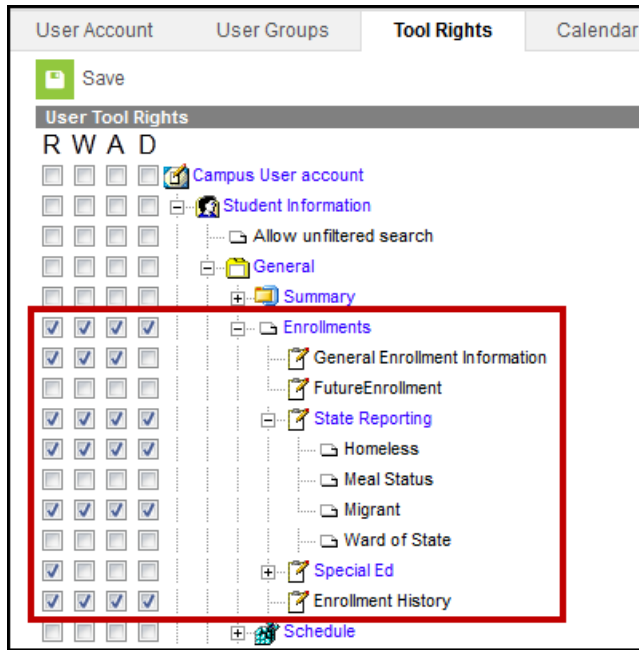 User Account User Groups Tool Rights Calendar
Save
User Tool Rights
R W A D
Campus User account
Student Information
Allow unfiltered search
General
Summary
Enrollments
General Enrollment Information
FutureEnrollment
State Reporting
Homeless
Meal Status
Migrant
Ward of State
Special Ed
Enrollment History
Schedule